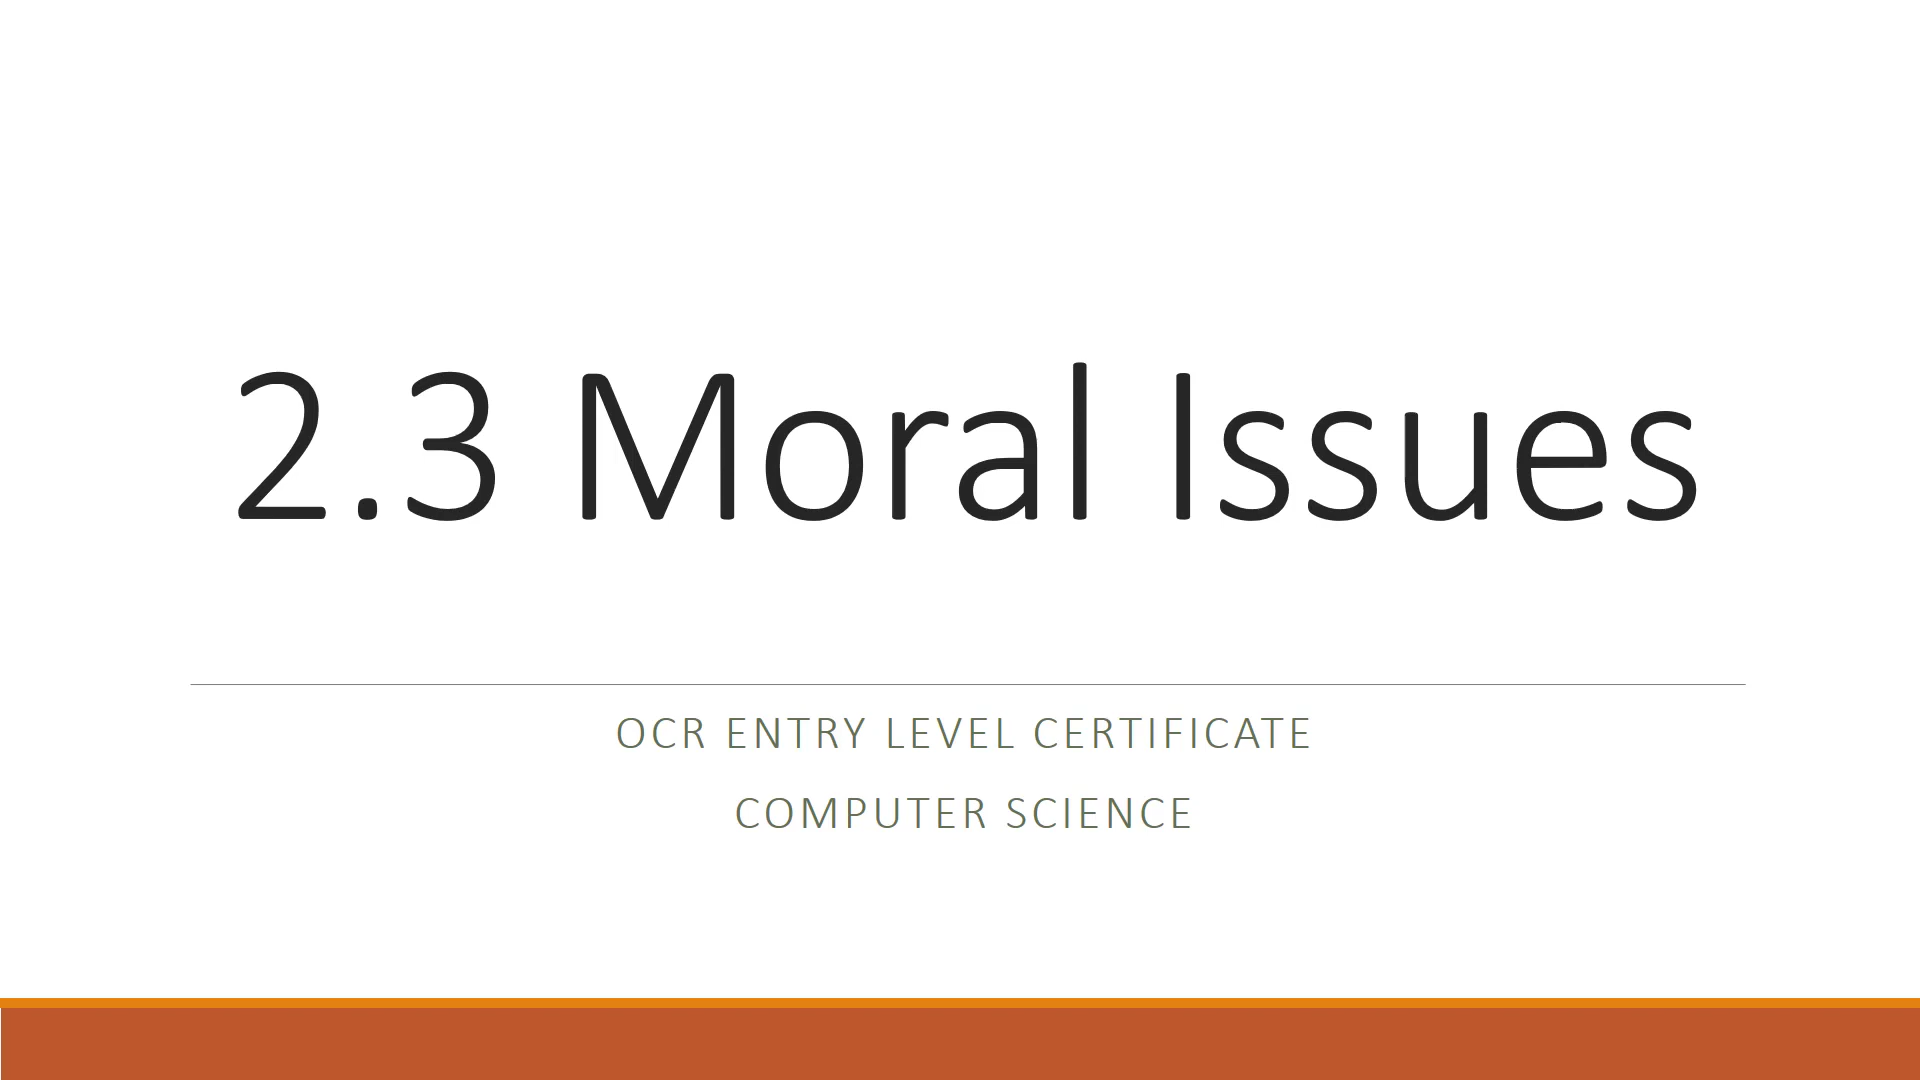 2.3 Moral Issues
OCR ENTRY LEVEL CERTIFICATE
COMPUTER SCIENCE